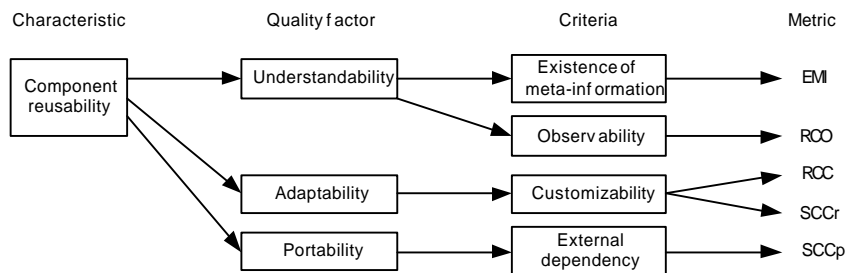 Characteristic Quality factor Criteria Metric
Component
reusability
Understandability
Existence of
meta-information
EMI
Observability
RCO
Adaptability
Customizability
RCC
SCCr
Portability
External
dependency
SCCp